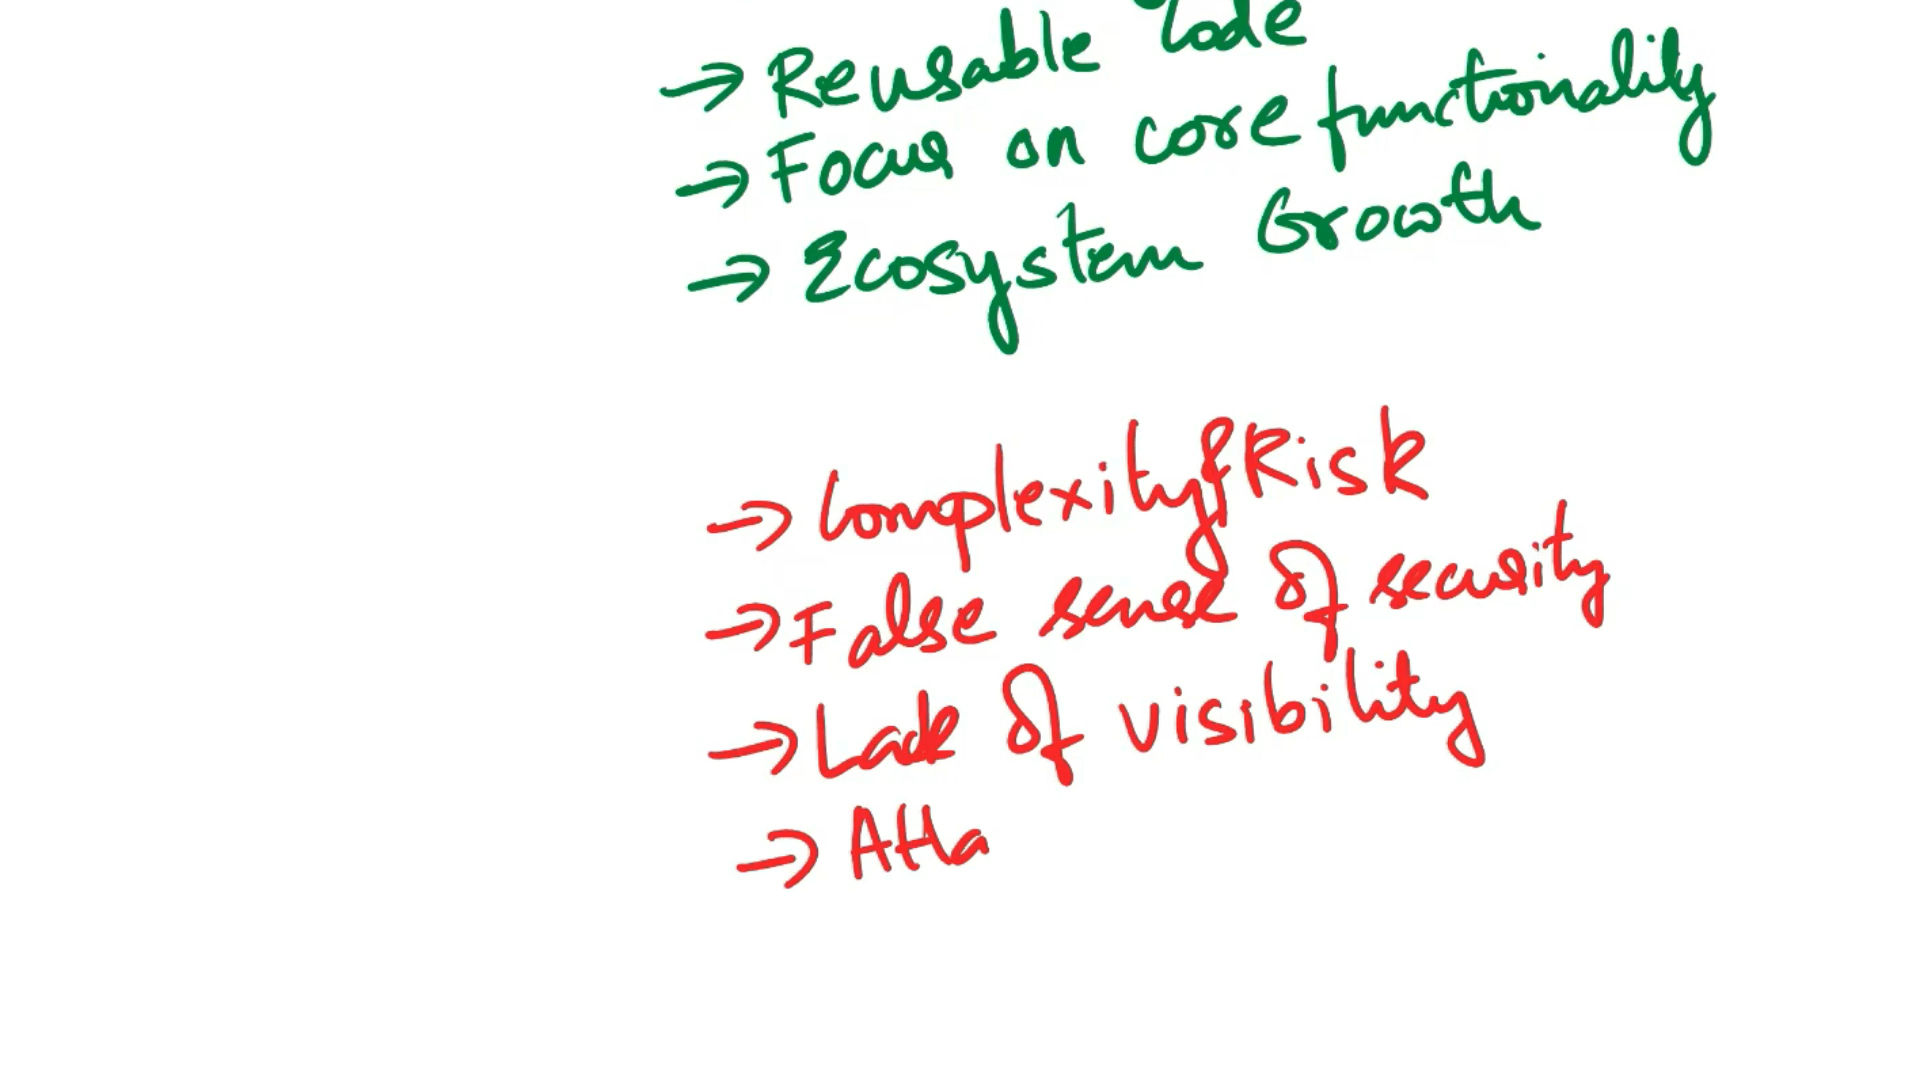 → Reusable Code
→ Focus on core functionality
→ Ecosystem Growth
→ Complexity & Risk
→ False sense of security
→ Lack of visibility
→ Atta